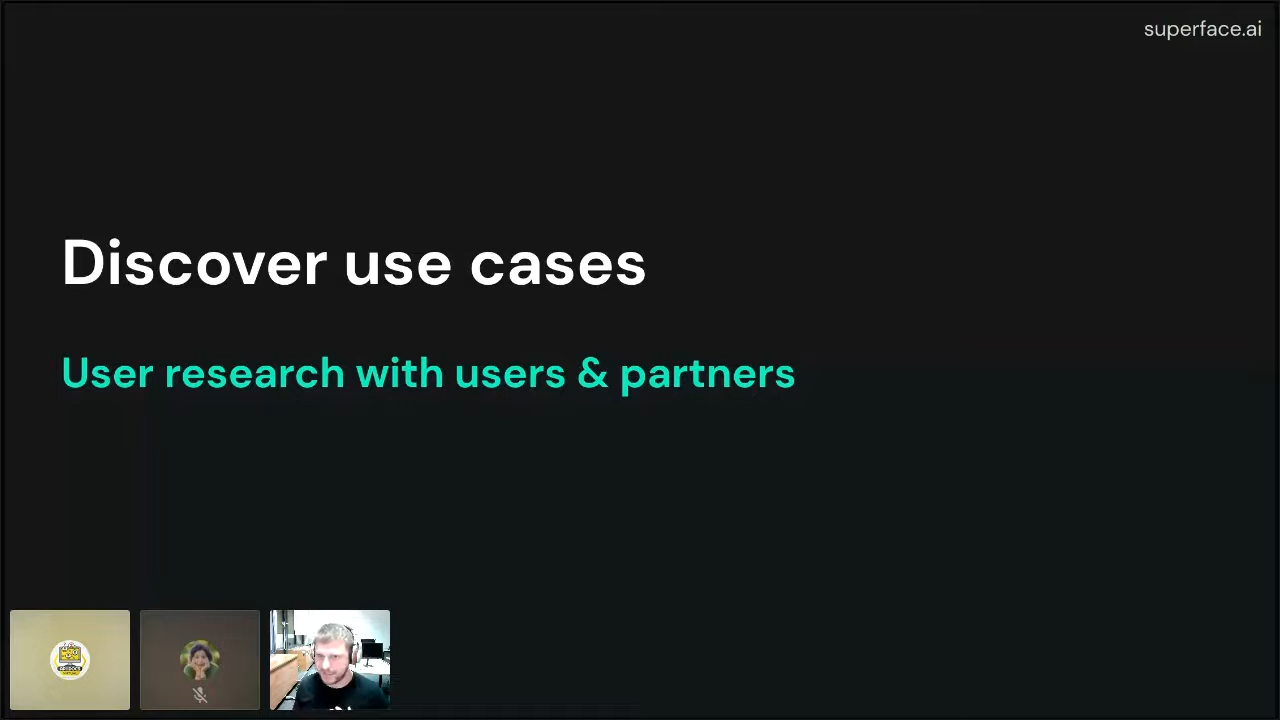 superface.ai
Discover use cases
User research with users & partners